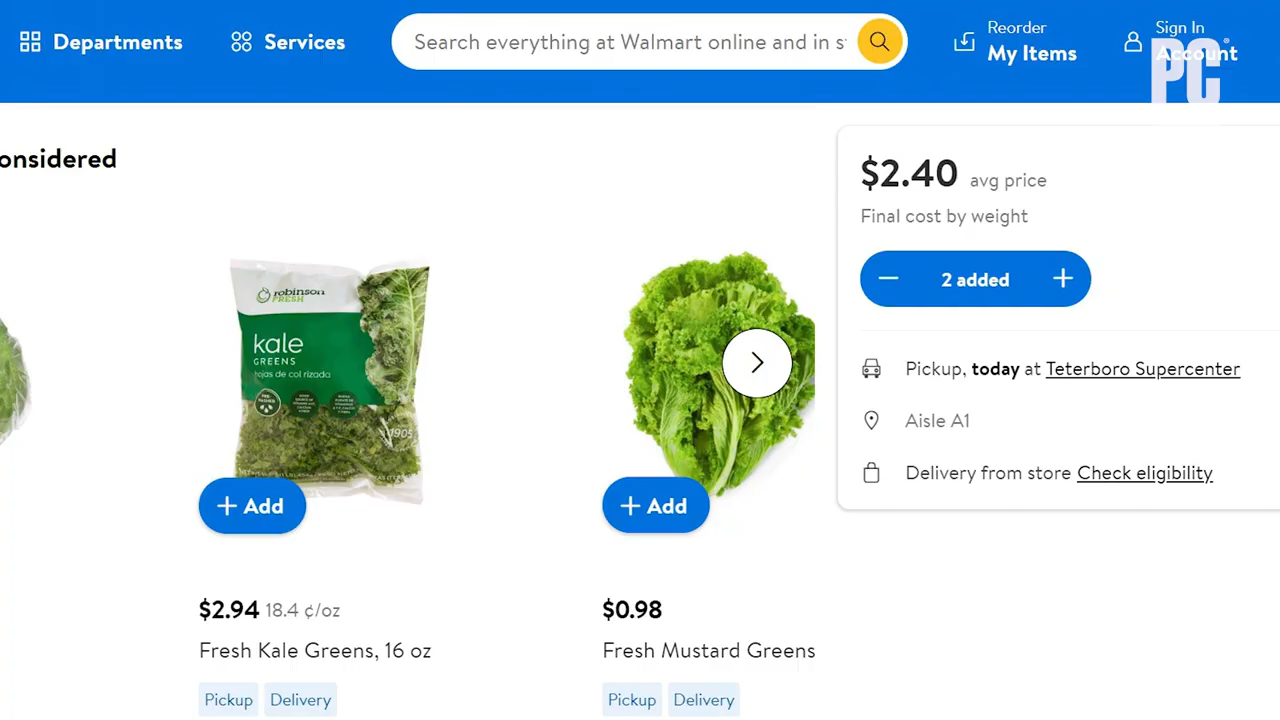 Departments
Services
Search everything at Walmart online and in s
Reorder
My Items
Sign In
Account
PC
onsidered
$2.40 avg price
Final cost by weight
2 added
Pickup, today at Teterboro Supercenter
Aisle A1
Delivery from store Check eligibility
robinson
FRESH
kale
GREENS
hojas de col rizada
Add
Add
$2.94 18.4 ¢/oz
Fresh Kale Greens, 16 oz
Pickup
Delivery
$0.98
Fresh Mustard Greens
Pickup
Delivery